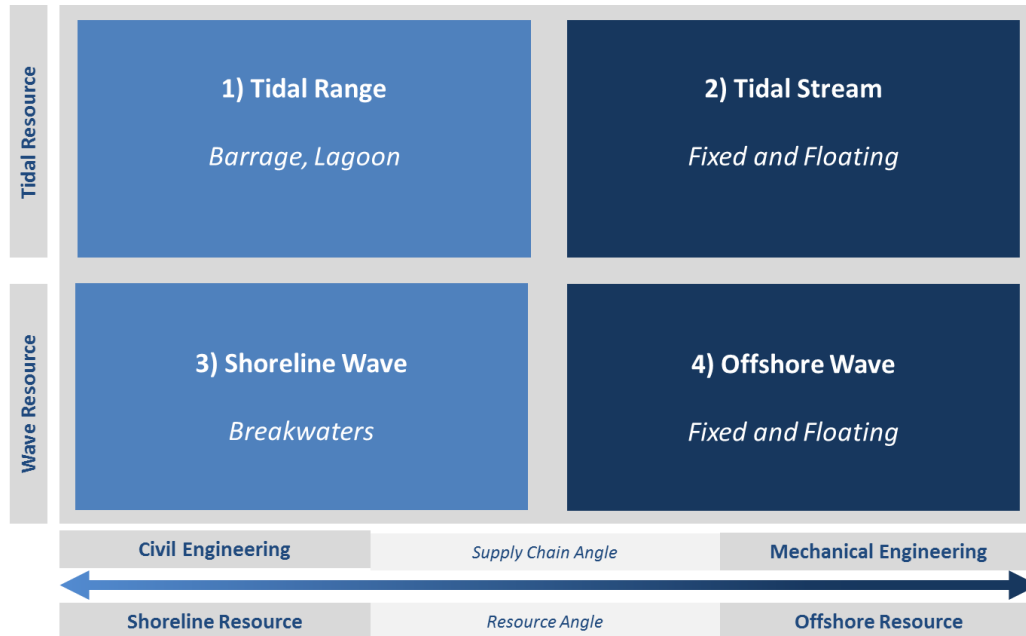 Tidal Resource
1) Tidal Range
Barrage, Lagoon
2) Tidal Stream
Fixed and Floating
Wave Resource
3) Shoreline Wave
Breakwaters
4) Offshore Wave
Fixed and Floating
Civil Engineering
Supply Chain Angle
Mechanical Engineering
Shoreline Resource
Resource Angle
Offshore Resource